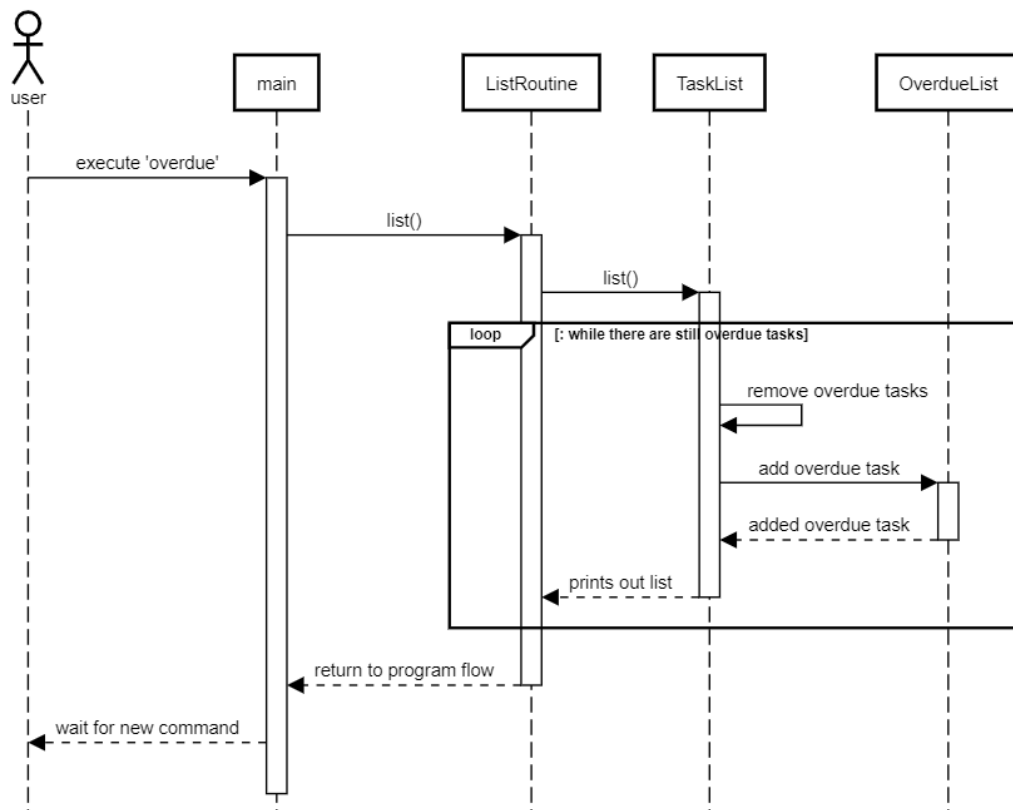 user
main
ListRoutine
TaskList
OverdueList
execute 'overdue'
list()
list()
loop
[: while there are still overdue tasks]
remove overdue tasks
add overdue task
added overdue task
prints out list
return to program flow
wait for new command